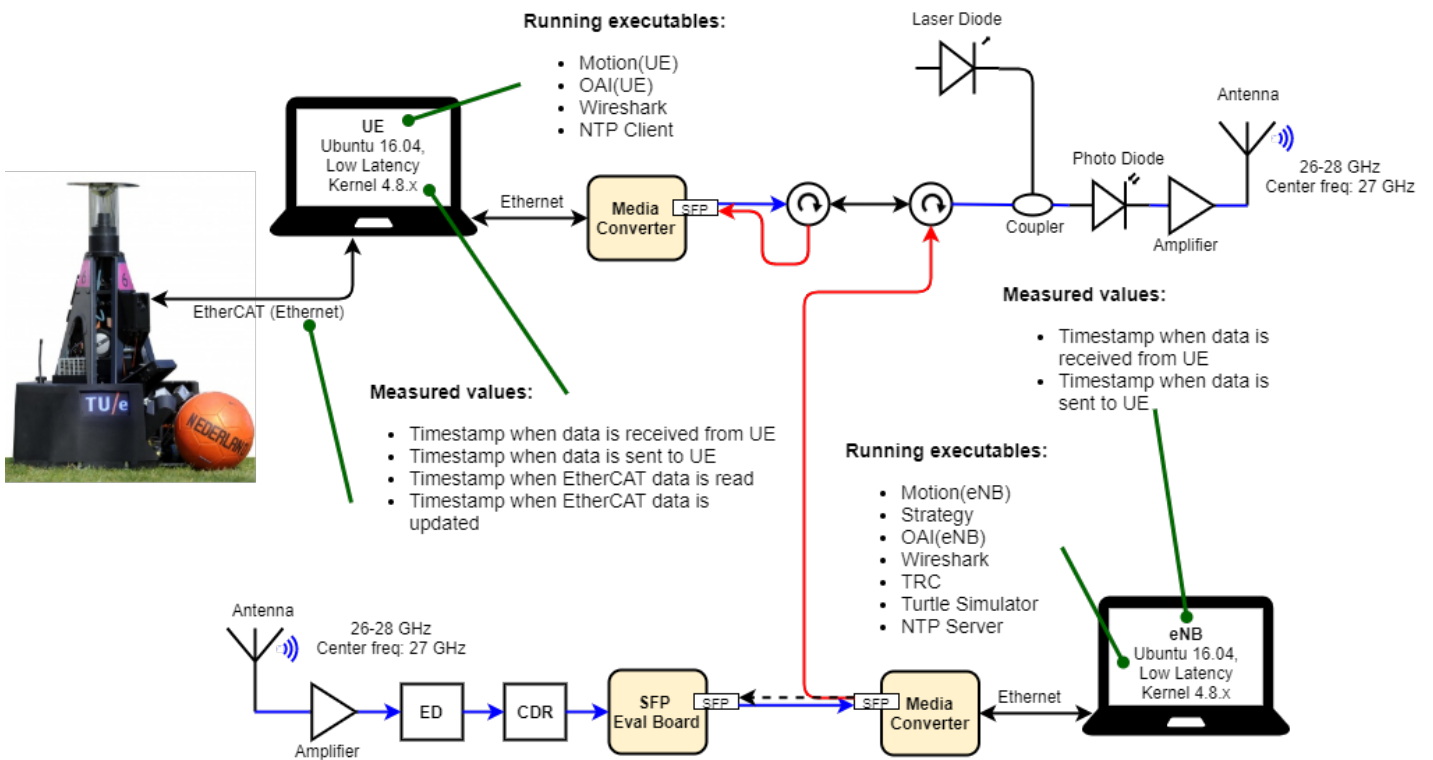 Running executables:
Motion(UE)
OAI(UE)
Wireshark
NTP Client
Laser Diode
Antenna
26-28 GHz
Center freq: 27 GHz
Photo Diode
Coupler
Amplifier
UE
Ubuntu 16.04,
Low Latency
Kernel 4.8.x
Ethernet
Media
Converter
SFP
EtherCAT (Ethernet)
TU/e
NEDERLAN
Measured values:
Timestamp when data is received from UE
Timestamp when data is sent to UE
Timestamp when EtherCAT data is read
Timestamp when EtherCAT data is
updated
Measured values:
Timestamp when data is
received from UE
Timestamp when data is
sent to UE
Running executables:
Motion(eNB)
Strategy
OAI(eNB)
Wireshark
TRC
Turtle Simulator
NTP Server
eNB
Ubuntu 16.04,
Low Latency
Kernel 4.8.x
Antenna
26-28 GHz
Center freq: 27 GHz
Amplifier
ED
CDR
SFP
Eval Board
SFP
SFP
Media
Converter
Ethernet